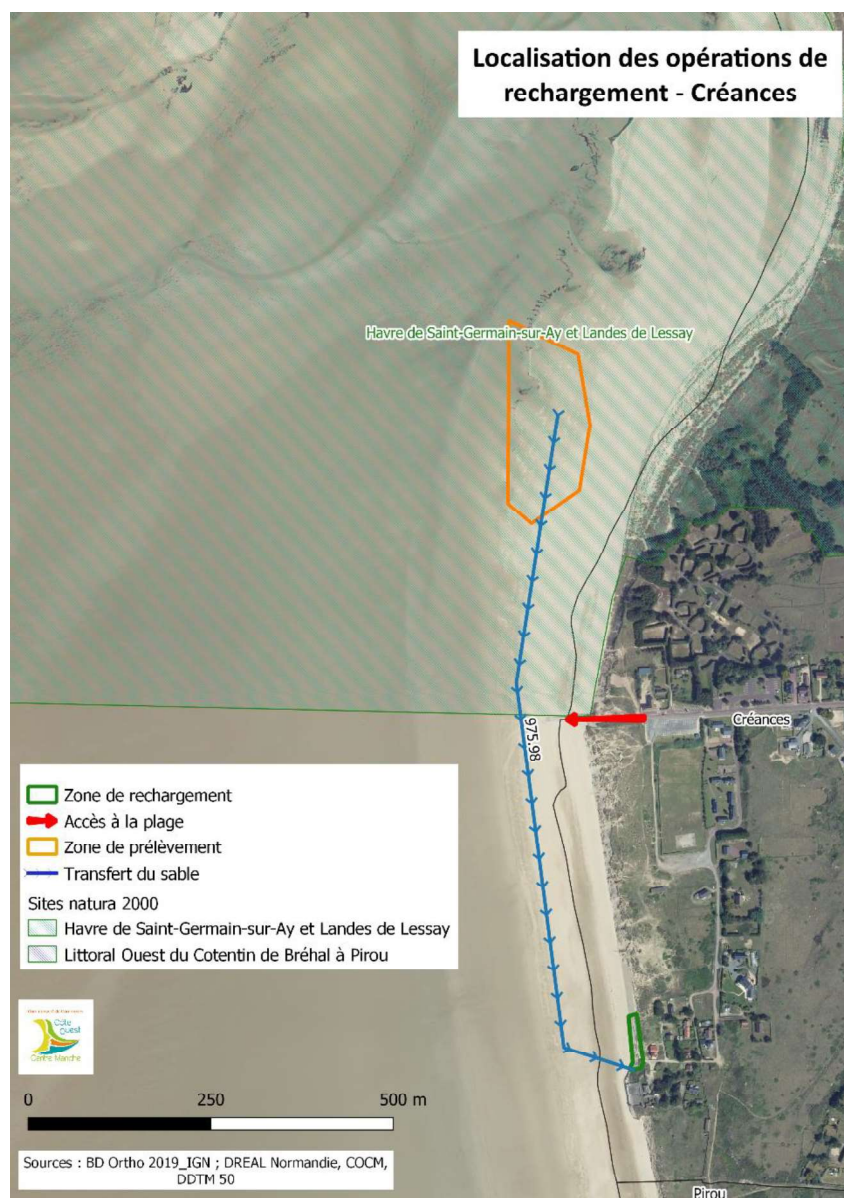 Localisation des opérations de
rechargement - Créances
Havre de Saint-Germain-sur-Ay et Landes de Lessay
975.98
Créances
Zone de rechargement
Accès à la plage
Zone de prélèvement
Transfert du sable
Sites natura 2000
Havre de Saint-Germain-sur-Ay et Landes de Lessay
Littoral Ouest du Cotentin de Bréhal à Pirou
Côte
Ouest
Centre Manche
0 250 500 m
Sources : BD Ortho 2019_IGN ; DREAL Normandie, COCM,
DDTM 50
Pirou